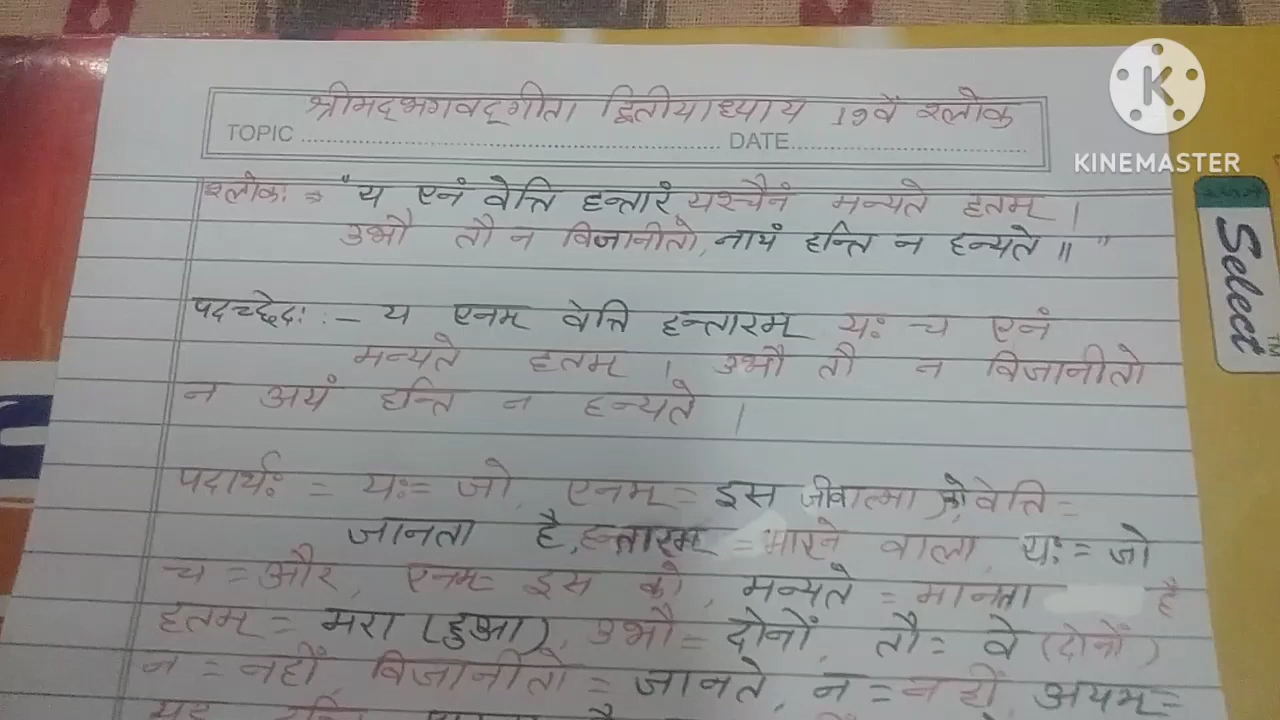 KINEMASTER
श्रीमद्भगवद्गीता द्वितीयाध्याय 19वें श्लोक
TOPIC DATE
श्लोकः ⇒ "य एनं वेत्ति हन्तारं यश्चैनं मन्यते हतम् ।
उभौ तौ न विजानीतो, नायं हन्ति न हन्यते ॥"
Select
पदच्छेदः :- य एनम् वेत्ति हन्तारम् यः च एनं
मन्यते हतम् । उभौ तौ न विजानीतो
न अयं हन्ति न हन्यते ।
पदार्थः = यः= जो, एनम्= इस जीवात्मा को, वेत्ति=
जानता है, हन्तारम् = मारने वाला, यः = जो
च = और, एनम्= इस को, मन्यते = मानता है
हतम्= मरा (हुआ), उभौ= दोनों, तौ= वे (दोनों)
न = नहीं, विजानीतो = जानते, न = नहीं, अयम्=
यह हन्ति